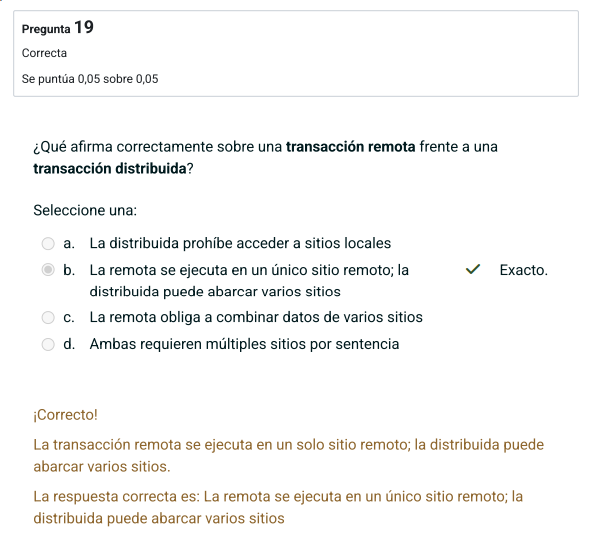 Pregunta 19
Correcta
Se puntúa 0,05 sobre 0,05
¿Qué afirma correctamente sobre una transacción remota frente a una
transacción distribuida?
Seleccione una:
a. La distribuida prohíbe acceder a sitios locales
b. La remota se ejecuta en un único sitio remoto; la
distribuida puede abarcar varios sitios
Exacto.
c. La remota obliga a combinar datos de varios sitios
d. Ambas requieren múltiples sitios por sentencia
¡Correcto!
La transacción remota se ejecuta en un solo sitio remoto; la distribuida puede
abarcar varios sitios.
La respuesta correcta es: La remota se ejecuta en un único sitio remoto; la
distribuida puede abarcar varios sitios